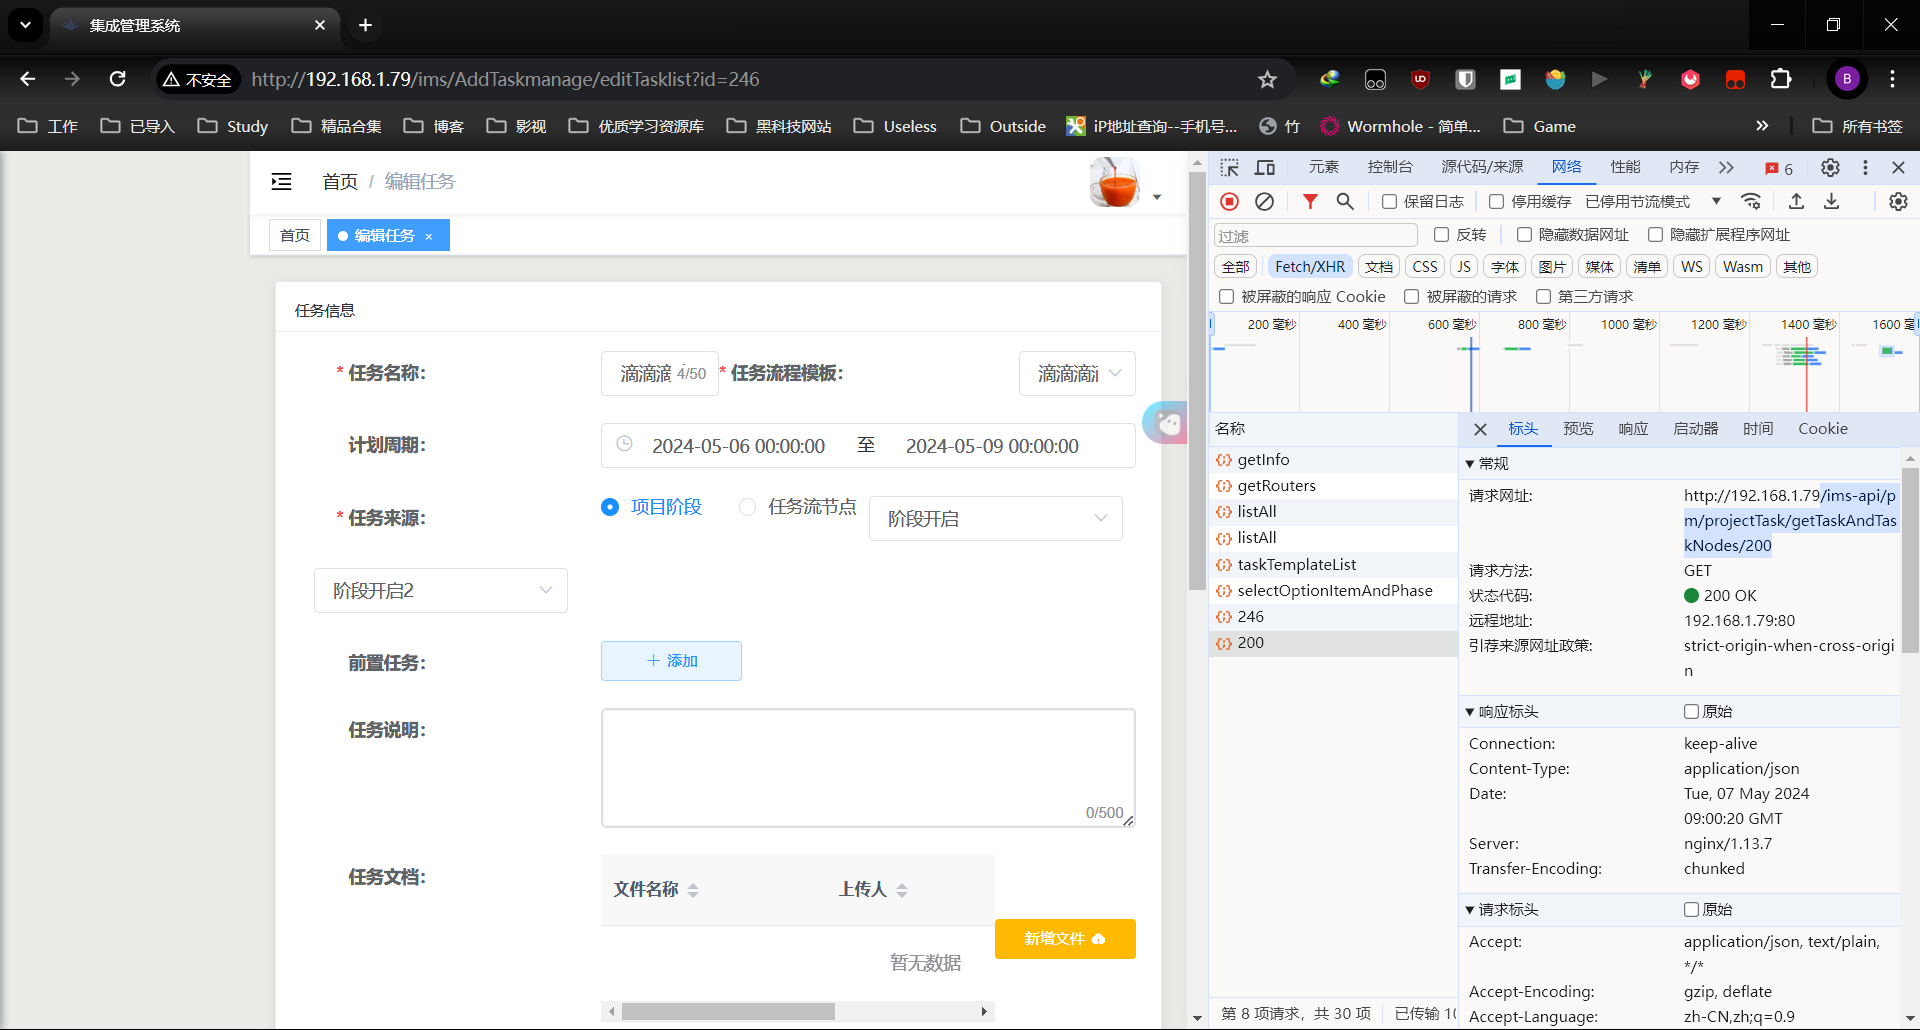 集成管理系统
不安全 http://192.168.1.79/ims/AddTaskmanage/editTasklist?id=246
B
工作 已导入 Study 精品合集 博客 影视 优质学习资源库 黑科技网站 Useless Outside iP地址查询--手机号... 竹 Wormhole - 简单... Game 所有书签
首页 / 编辑任务
首页 编辑任务 ×
任务信息
* 任务名称: 滴滴滴 4/50 * 任务流程模板: 滴滴滴
计划周期: 2024-05-06 00:00:00 至 2024-05-09 00:00:00
* 任务来源: 项目阶段 任务流节点 阶段开启
阶段开启2
前置任务: + 添加
任务说明:
0/500
任务文档: 文件名称 上传人
新增文件
暂无数据
元素 控制台 源代码/来源 网络 性能 内存 6
保留日志 停用缓存 已停用节流模式
过滤 反转 隐藏数据网址 隐藏扩展程序网址
全部 Fetch/XHR 文档 CSS JS 字体 图片 媒体 清单 WS Wasm 其他
被屏蔽的响应 Cookie 被屏蔽的请求 第三方请求
200 毫秒 400 毫秒 600 毫秒 800 毫秒 1000 毫秒 1200 毫秒 1400 毫秒 1600
名称
getInfo
getRouters
listAll
listAll
taskTemplateList
selectOptionItemAndPhase
246
200
第 8 项请求，共 30 项 已传输 10
标头 预览 响应 启动器 时间 Cookie
常规
请求网址: http://192.168.1.79/ims-api/p
m/projectTask/getTaskAndTas
kNodes/200
请求方法: GET
状态代码: 200 OK
远程地址: 192.168.1.79:80
引荐来源网址政策: strict-origin-when-cross-origi
n
响应标头 原始
Connection: keep-alive
Content-Type: application/json
Date: Tue, 07 May 2024
09:00:20 GMT
Server: nginx/1.13.7
Transfer-Encoding: chunked
请求标头 原始
Accept: application/json, text/plain,
*/*
Accept-Encoding: gzip, deflate
Accept-Language: zh-CN,zh;q=0.9